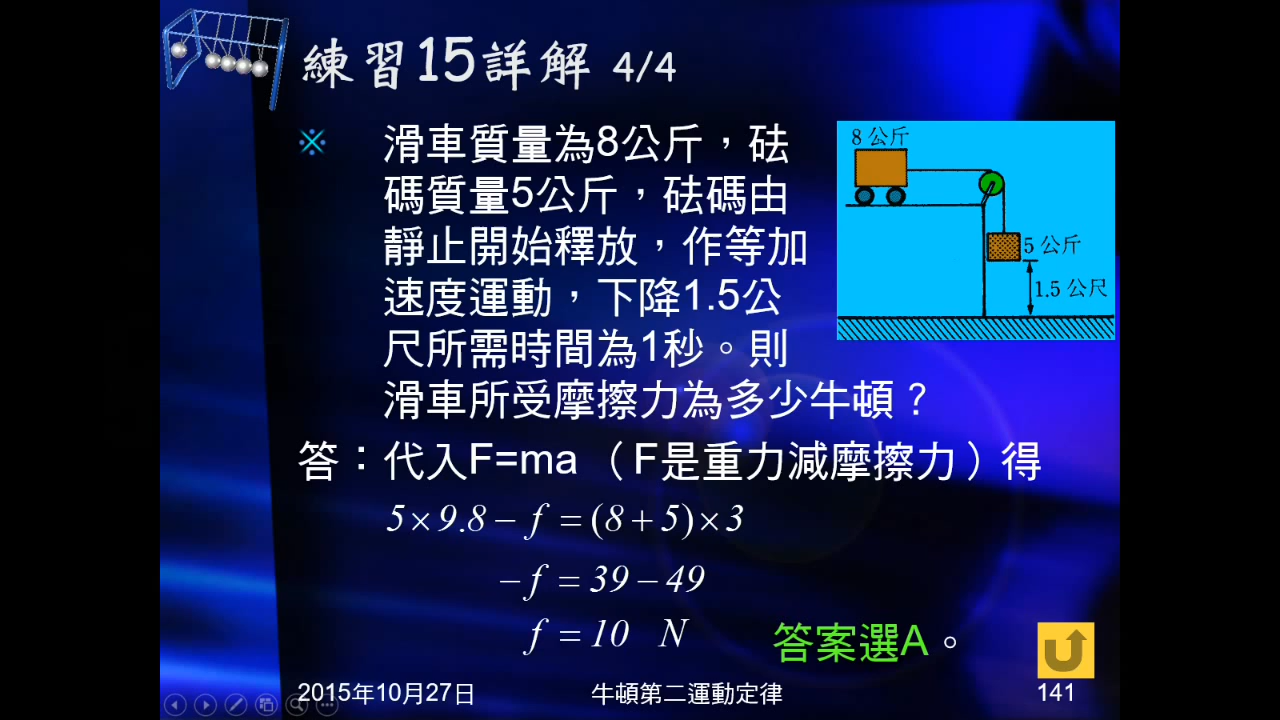 練習15詳解 4/4
※ 滑車質量為8公斤，砝
碼質量5公斤，砝碼由
靜止開始釋放，作等加
速度運動，下降1.5公
尺所需時間為1秒。則
滑車所受摩擦力為多少牛頓？
8 公斤
5 公斤
1.5 公尺
答：代入F=ma （F是重力減摩擦力）得
5×9.8−f=(8+5)×3
−f=39−49
f=10 N
答案選A。
2015年10月27日
牛頓第二運動定律
141